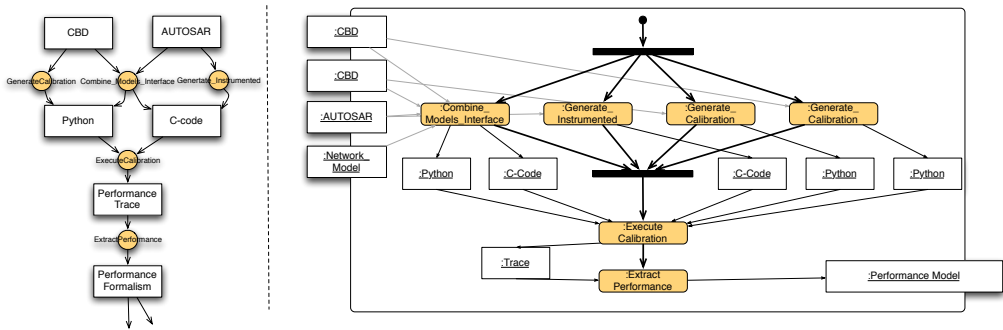 CBD
AUTOSAR
GenerateCalibration
Combine_Models_Interface
Genertate_Instrumented
Python
C-code
ExecuteCalibration
Performance
Trace
ExtractPerformance
Performance
Formalism
:CBD
:CBD
:AUTOSAR
:Network_
Model
:Combine_
Models_Interface
:Generate_
Instrumented
:Generate_
Calibration
:Generate_
Calibration
:Python
:C-Code
:C-Code
:Python
:Python
:Execute
Calibration
:Trace
:Extract
Performance
:Performance Model